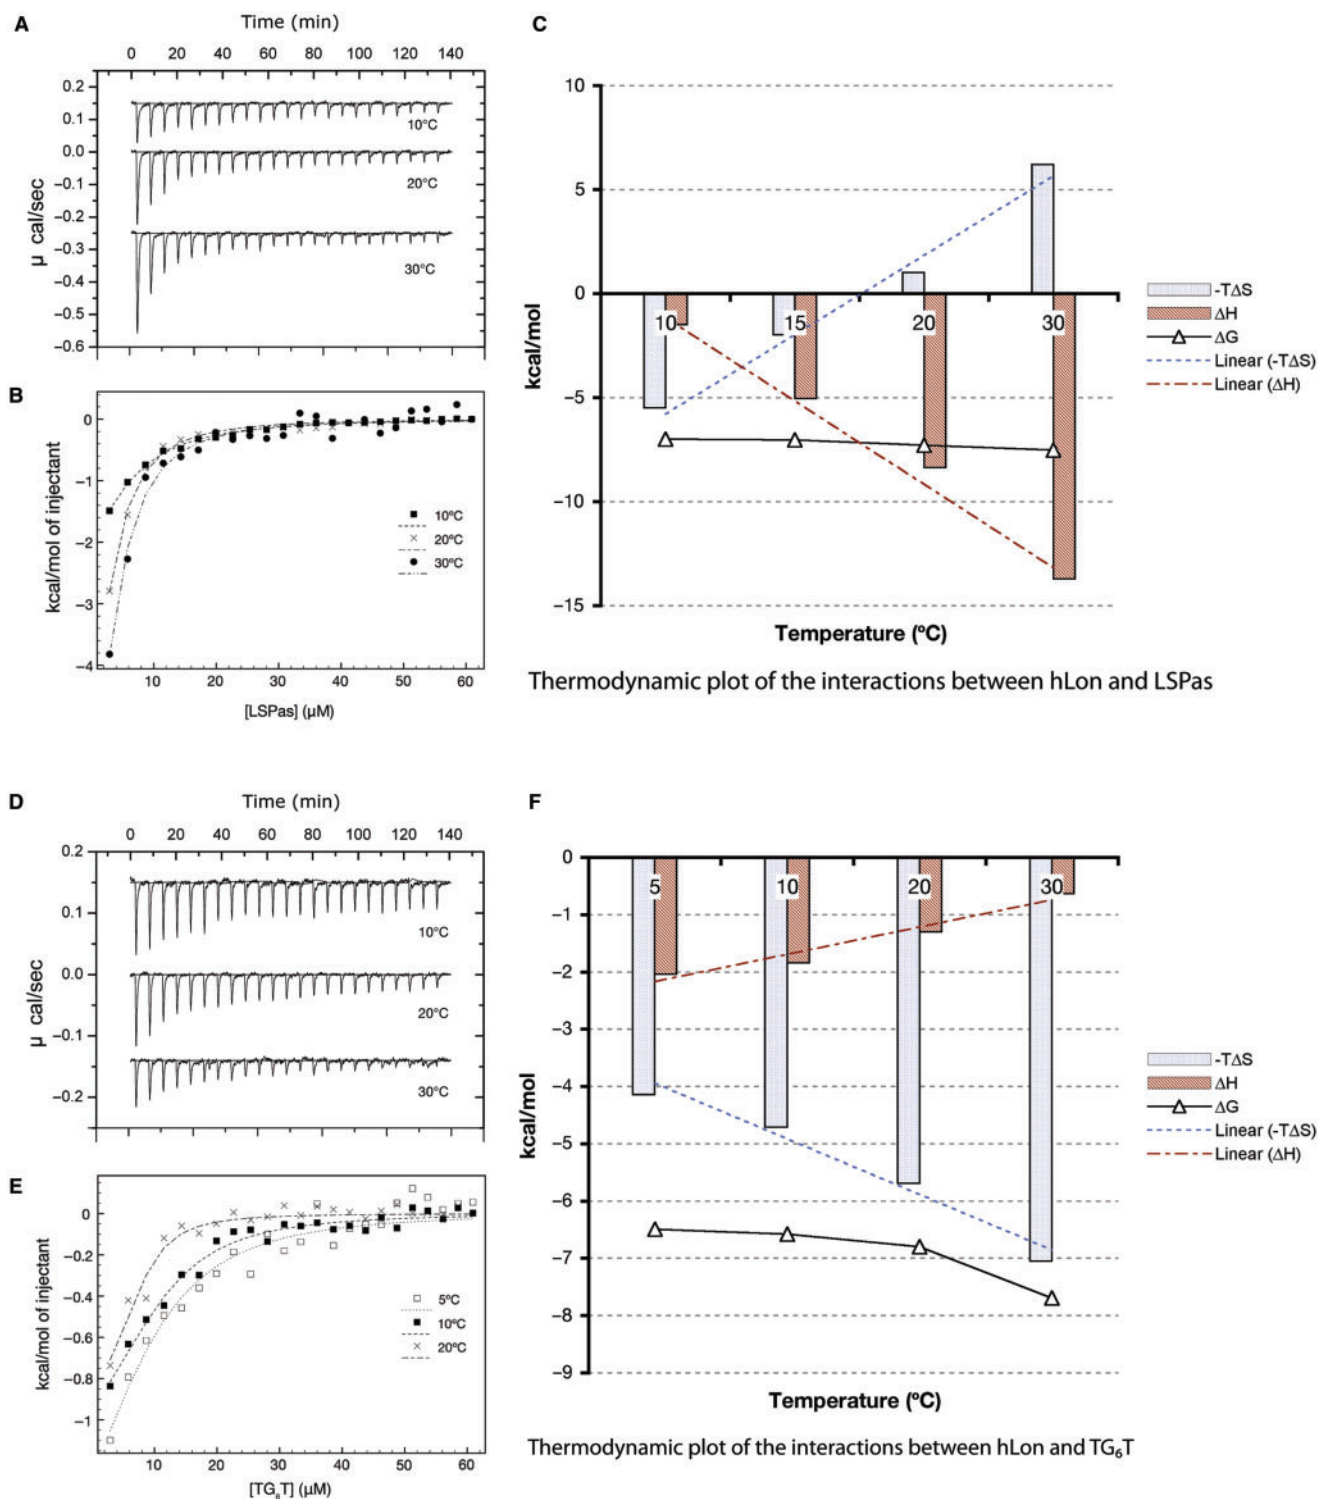 A
Time (min)
0 20 40 60 80 100 120 140
0.2
0.1
0.0
−0.1
−0.2
−0.3
−0.4
−0.5
−0.6
μ cal/sec
10°C
20°C
30°C
B
0
−1
−2
−3
−4
kcal/mol of injectant
10ºC
20ºC
30ºC
10 20 30 40 50 60
[LSPas] (μM)
C
10
5
0
−5
−10
−15
kcal/mol
10 15 20 30
Temperature (ºC)
-TΔS
ΔH
ΔG
Linear (-TΔS)
Linear (ΔH)
Thermodynamic plot of the interactions between hLon and LSPas
D
Time (min)
0 20 40 60 80 100 120 140
0.2
0.1
0.0
−0.1
−0.2
μ cal/sec
10°C
20°C
30°C
E
0
−0.2
−0.4
−0.6
−0.8
−1
kcal/mol of injectant
5ºC
10ºC
20ºC
10 20 30 40 50 60
[TG₆T] (μM)
F
0
−1
−2
−3
−4
−5
−6
−7
−8
−9
kcal/mol
5 10 20 30
Temperature (ºC)
-TΔS
ΔH
ΔG
Linear (-TΔS)
Linear (ΔH)
Thermodynamic plot of the interactions between hLon and TG₆T